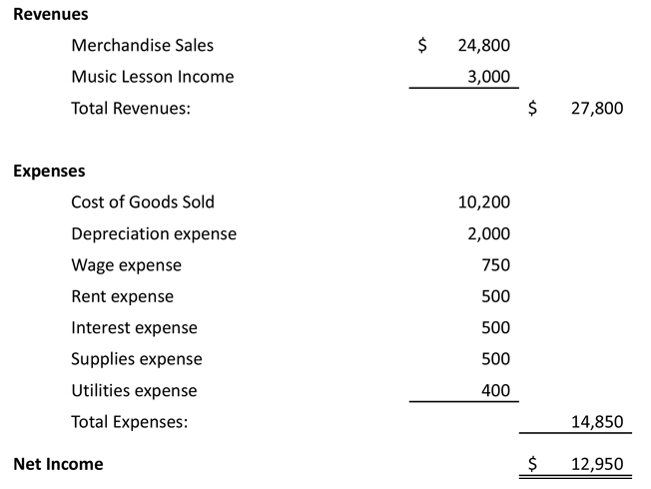 Revenues
Merchandise Sales $ 24,800
Music Lesson Income 3,000
Total Revenues: $ 27,800
Expenses
Cost of Goods Sold 10,200
Depreciation expense 2,000
Wage expense 750
Rent expense 500
Interest expense 500
Supplies expense 500
Utilities expense 400
Total Expenses: 14,850
Net Income $ 12,950